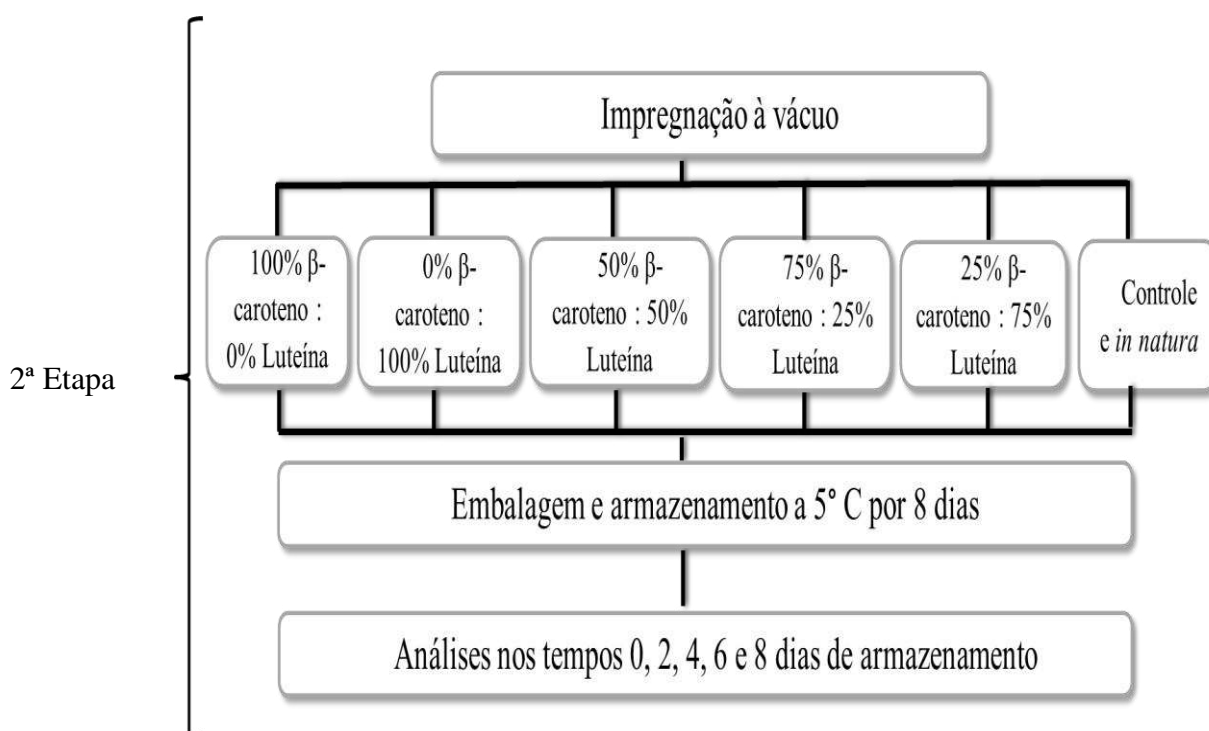 Impregnação à vácuo
100% β-
caroteno :
0% Luteína
0% β-
caroteno :
100% Luteína
50% β-
caroteno : 50%
Luteína
75% β-
caroteno : 25%
Luteína
25% β-
caroteno : 75%
Luteína
Controle
e in natura
2ª Etapa
Embalagem e armazenamento a 5° C por 8 dias
Análises nos tempos 0, 2, 4, 6 e 8 dias de armazenamento